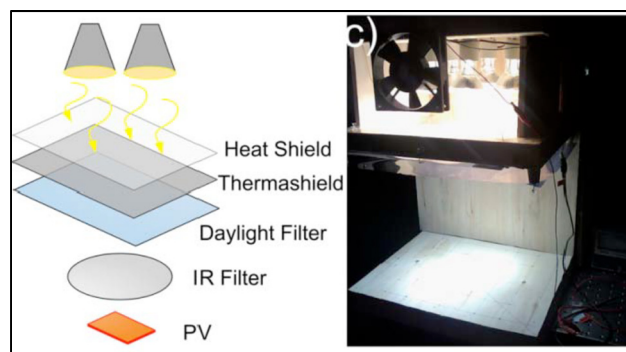 c)
Heat Shield
Thermashield
Daylight Filter
IR Filter
PV